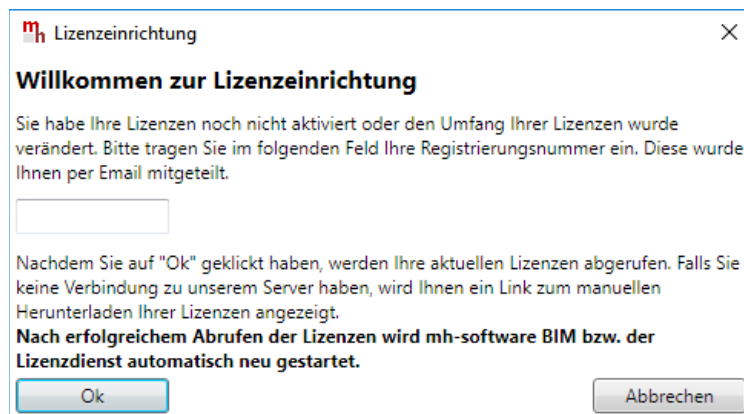 mh Lizenzeinrichtung
Willkommen zur Lizenzeinrichtung
Sie habe Ihre Lizenzen noch nicht aktiviert oder den Umfang Ihrer Lizenzen wurde
verändert. Bitte tragen Sie im folgenden Feld Ihre Registrierungsnummer ein. Diese wurde
Ihnen per Email mitgeteilt.
Nachdem Sie auf "Ok" geklickt haben, werden Ihre aktuellen Lizenzen abgerufen. Falls Sie
keine Verbindung zu unserem Server haben, wird Ihnen ein Link zum manuellen
Herunterladen Ihrer Lizenzen angezeigt.
Nach erfolgreichem Abrufen der Lizenzen wird mh-software BIM bzw. der
Lizenzdienst automatisch neu gestartet.
Ok Abbrechen